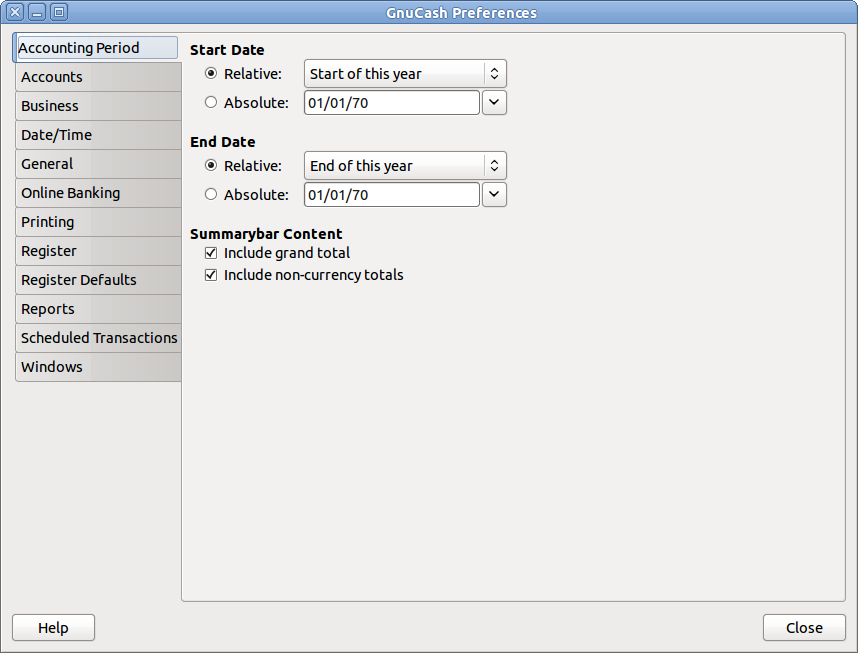 GnuCash Preferences
Accounting Period
Accounts
Business
Date/Time
General
Online Banking
Printing
Register
Register Defaults
Reports
Scheduled Transactions
Windows
Start Date
Relative: Start of this year
Absolute: 01/01/70
End Date
Relative: End of this year
Absolute: 01/01/70
Summarybar Content
Include grand total
Include non-currency totals
Help
Close